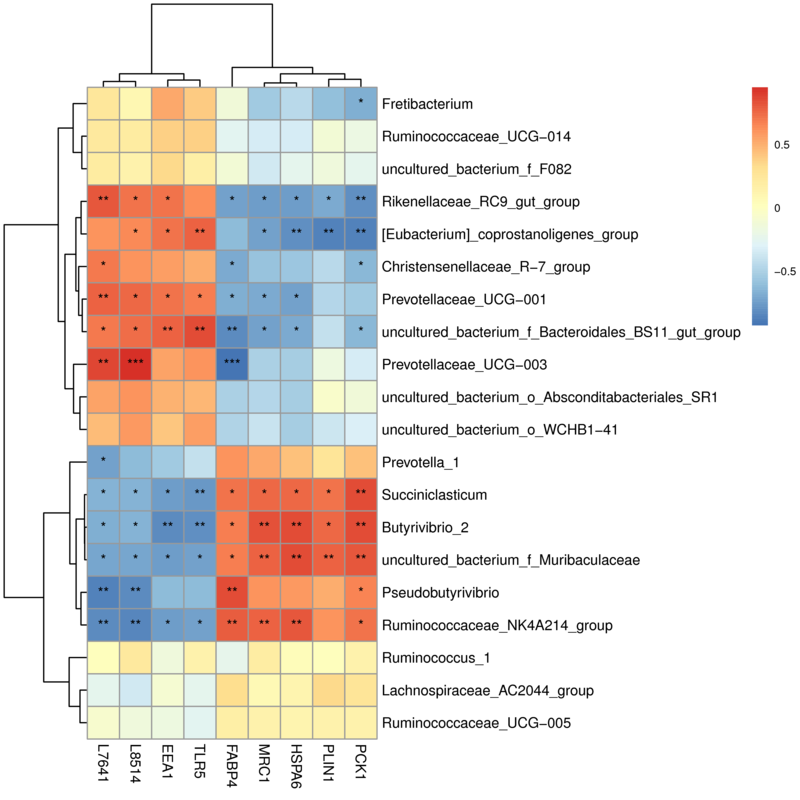 Fretibacterium
Ruminococcaceae_UCG−014
uncultured_bacterium_f_F082
Rikenellaceae_RC9_gut_group
[Eubacterium]_coprostanoligenes_group
Christensenellaceae_R−7_group
Prevotellaceae_UCG−001
uncultured_bacterium_f_Bacteroidales_BS11_gut_group
Prevotellaceae_UCG−003
uncultured_bacterium_o_Absconditabacteriales_SR1
uncultured_bacterium_o_WCHB1−41
Prevotella_1
Succiniclasticum
Butyrivibrio_2
uncultured_bacterium_f_Muribaculaceae
Pseudobutyrivibrio
Ruminococcaceae_NK4A214_group
Ruminococcus_1
Lachnospiraceae_AC2044_group
Ruminococcaceae_UCG−005
L7641
L8514
EEA1
TLR5
FABP4
MRC1
HSPA6
PLIN1
PCK1
0.5
0
−0.5
*
** * * * * * * **
* * ** * ** ** **
* * *
** * * * * * *
* * ** ** ** * * *
** *** ***
*
* * * ** * * * * **
* * ** ** * ** ** * **
* * * * * ** ** ** **
** ** ** *
** ** * * ** ** ** *